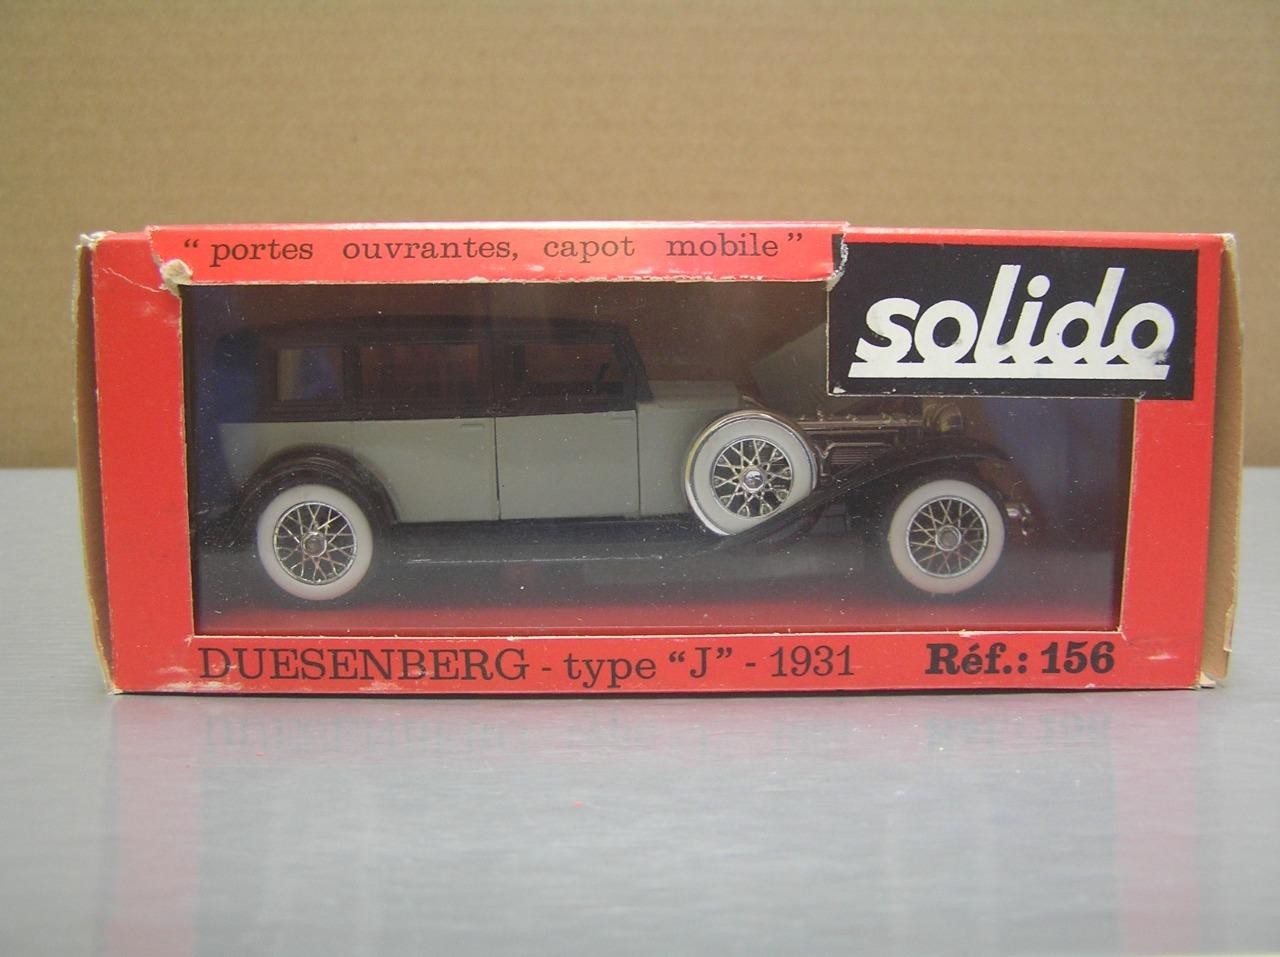 “ portes ouvrantes, capot mobile”
solido
DUESENBERG - type “J” - 1931 Réf.: 156